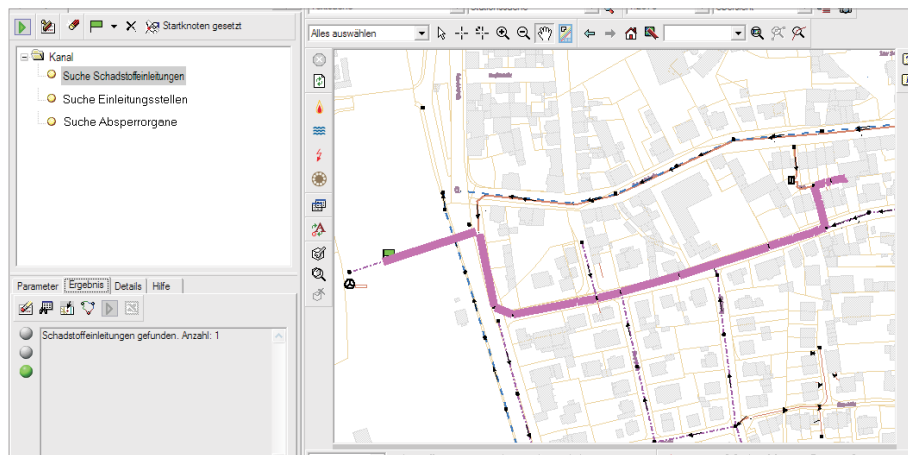 Startknoten gesetzt
Alles auswählen
Kanal
Suche Schadstoffeinleitungen
Suche Einleitungsstellen
Suche Absperrorgane
Parameter Ergebnis Details Hilfe
Schadstoffeinleitungen gefunden. Anzahl: 1